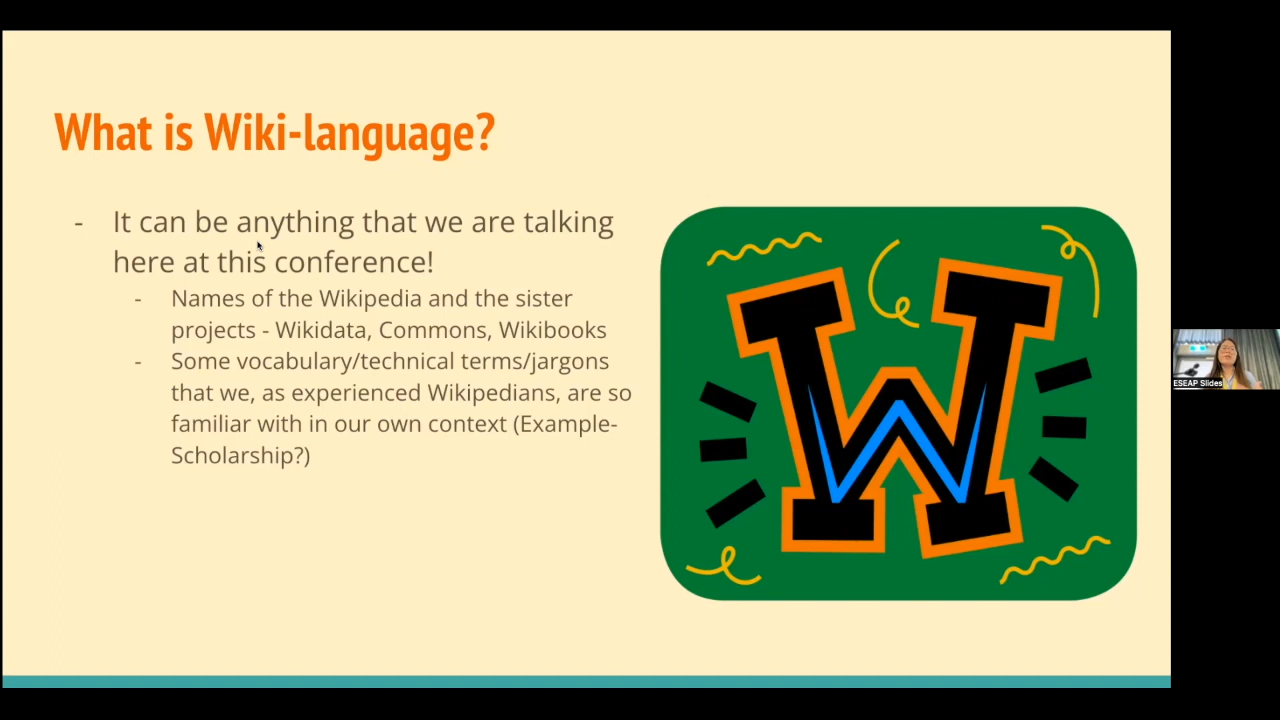 What is Wiki-language?
- It can be anything that we are talking
here at this conference!
- Names of the Wikipedia and the sister
projects - Wikidata, Commons, Wikibooks
- Some vocabulary/technical terms/jargons
that we, as experienced Wikipedians, are so
familiar with in our own context (Example-
Scholarship?)
W
ESEAP Slides